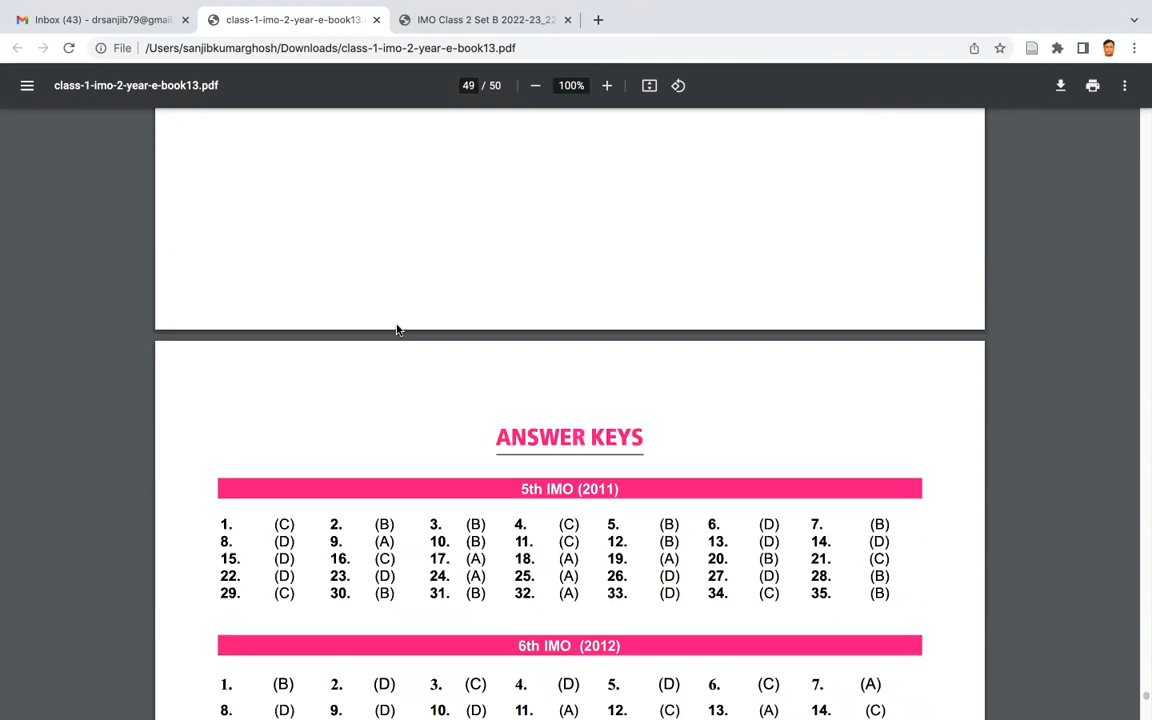 Inbox (43) - drsanjib79@gmai
class-1-imo-2-year-e-book13.
IMO Class 2 Set B 2022-23_22
File /Users/sanjibkumarghosh/Downloads/class-1-imo-2-year-e-book13.pdf
class-1-imo-2-year-e-book13.pdf
49 / 50
100%
ANSWER KEYS
5th IMO (2011)
1. (C) 2. (B) 3. (B) 4. (C) 5. (B) 6. (D) 7. (B)
8. (D) 9. (A) 10. (B) 11. (C) 12. (B) 13. (D) 14. (D)
15. (D) 16. (C) 17. (A) 18. (A) 19. (A) 20. (B) 21. (C)
22. (D) 23. (D) 24. (A) 25. (A) 26. (D) 27. (D) 28. (B)
29. (C) 30. (B) 31. (B) 32. (A) 33. (D) 34. (C) 35. (B)
6th IMO (2012)
1. (B) 2. (D) 3. (C) 4. (D) 5. (D) 6. (C) 7. (A)
8. (D) 9. (D) 10. (D) 11. (A) 12. (C) 13. (A) 14. (C)